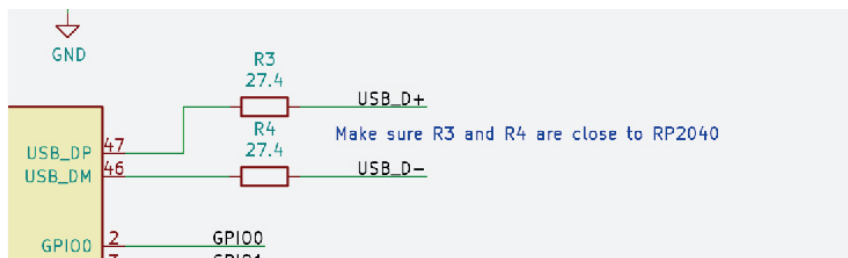 GND
R3
27.4
USB_D+
R4
27.4
Make sure R3 and R4 are close to RP2040
USB_DP 47
USB_DM 46
USB_D-
GPIO0 2 GPIO0